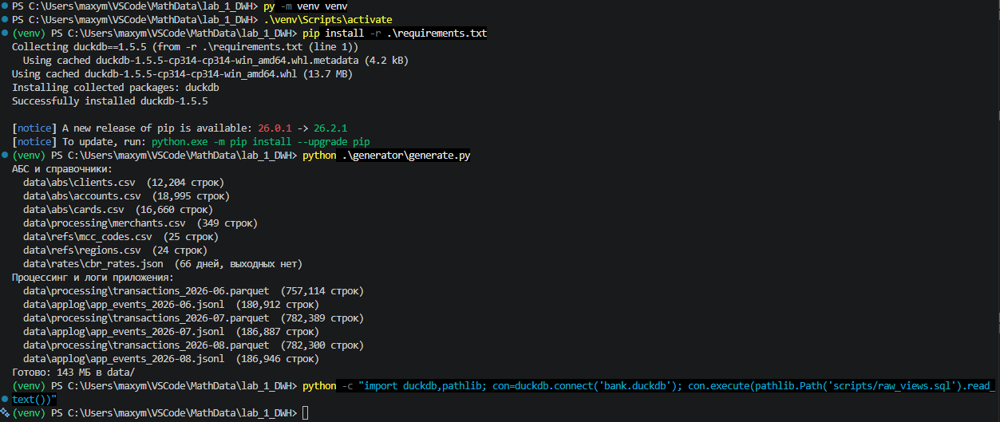 PS C:\Users\maxym\VSCode\MathData\lab_1_DWH> py -m venv venv
PS C:\Users\maxym\VSCode\MathData\lab_1_DWH> .\venv\Scripts\activate
(venv) PS C:\Users\maxym\VSCode\MathData\lab_1_DWH> pip install -r .\requirements.txt
Collecting duckdb==1.5.5 (from -r .\requirements.txt (line 1))
  Using cached duckdb-1.5.5-cp314-cp314-win_amd64.whl.metadata (4.2 kB)
Using cached duckdb-1.5.5-cp314-cp314-win_amd64.whl (13.7 MB)
Installing collected packages: duckdb
Successfully installed duckdb-1.5.5
[notice] A new release of pip is available: 26.0.1 -> 26.2.1
[notice] To update, run: python.exe -m pip install --upgrade pip
(venv) PS C:\Users\maxym\VSCode\MathData\lab_1_DWH> python .\generator\generate.py
АБС и справочники:
  data\abs\clients.csv  (12,204 строк)
  data\abs\accounts.csv  (18,995 строк)
  data\abs\cards.csv  (16,660 строк)
  data\processing\merchants.csv  (349 строк)
  data\refs\mcc_codes.csv  (25 строк)
  data\refs\regions.csv  (24 строк)
  data\rates\cbr_rates.json  (66 дней, выходных нет)
Процессинг и логи приложения:
  data\processing\transactions_2026-06.parquet  (757,114 строк)
  data\applog\app_events_2026-06.jsonl  (180,912 строк)
  data\processing\transactions_2026-07.parquet  (782,389 строк)
  data\applog\app_events_2026-07.jsonl  (186,887 строк)
  data\processing\transactions_2026-08.parquet  (782,300 строк)
  data\applog\app_events_2026-08.jsonl  (186,946 строк)
Готово: 143 МБ в data/
(venv) PS C:\Users\maxym\VSCode\MathData\lab_1_DWH> python -c "import duckdb,pathlib; con=duckdb.connect('bank.duckdb'); con.execute(pathlib.Path('scripts/raw_views.sql').read_
text())"
(venv) PS C:\Users\maxym\VSCode\MathData\lab_1_DWH>